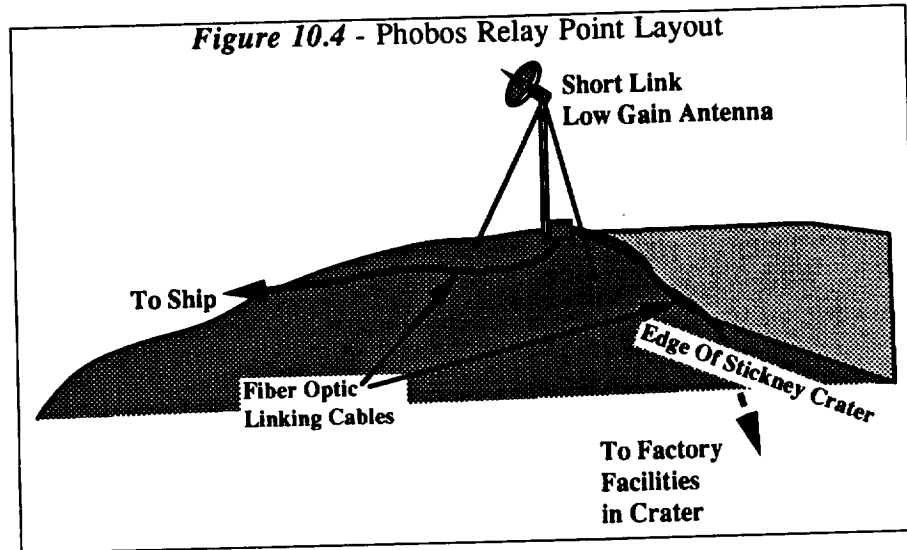 Figure 10.4 - Phobos Relay Point Layout
Short Link
Low Gain Antenna
To Ship
Fiber Optic
Linking Cables
Edge Of Stickney Crater
To Factory
Facilities
in Crater